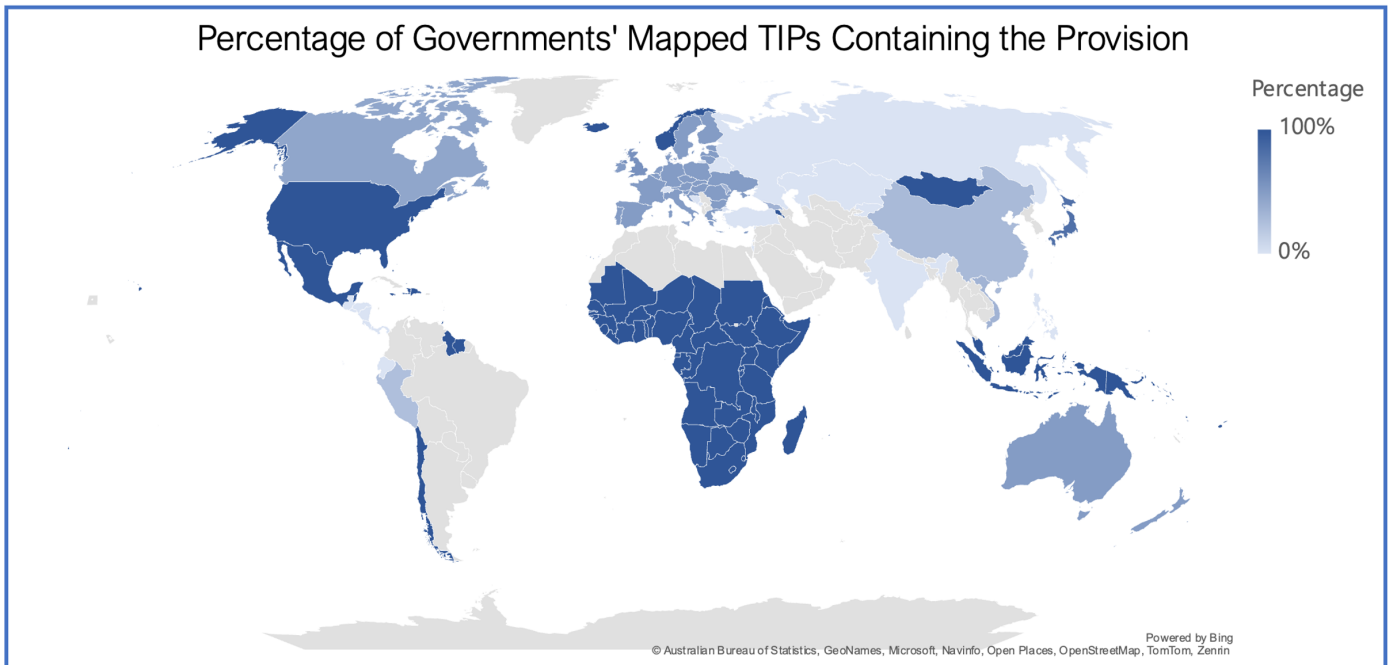 Percentage of Governments' Mapped TIPs Containing the Provision
Percentage
100%
0%
Powered by Bing
© Australian Bureau of Statistics, GeoNames, Microsoft, Navinfo, Open Places, OpenStreetMap, TomTom, Zenrin